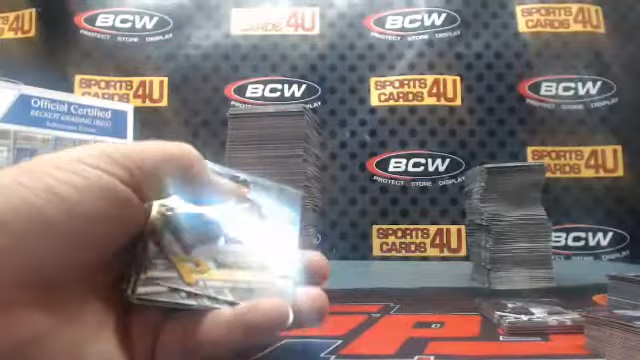 BCW
PROTECT STORE DISPLAY
SPORTS
CARDS 4U
BCW
PROTECT STORE DISPLAY
SPORTS
CARDS 4U
SPORTS
CARDS 4U
BCW
SPORTS
CARDS 4U
BCW
PROTECT STORE DISPLAY
Official Certified
BECKETT GRADING (BGS)
BCW
PROTECT STORE DISPLAY
SPORTS
CARDS 4U
SPORTS
CARDS 4U
BCW